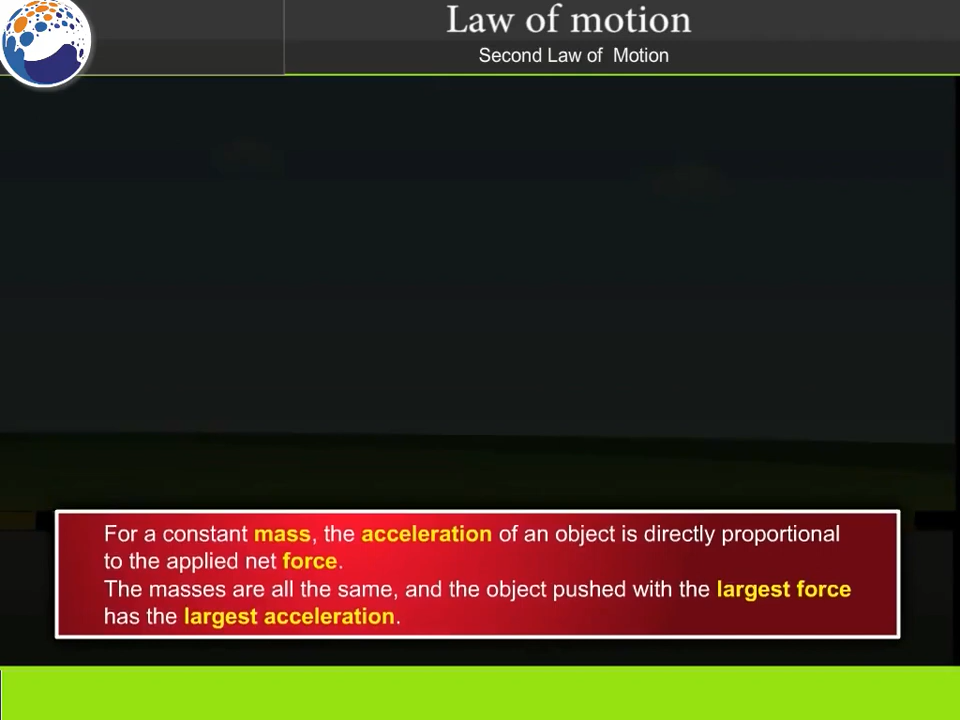 Law of motion
Second Law of Motion
For a constant mass, the acceleration of an object is directly proportional
to the applied net force.
The masses are all the same, and the object pushed with the largest force
has the largest acceleration.